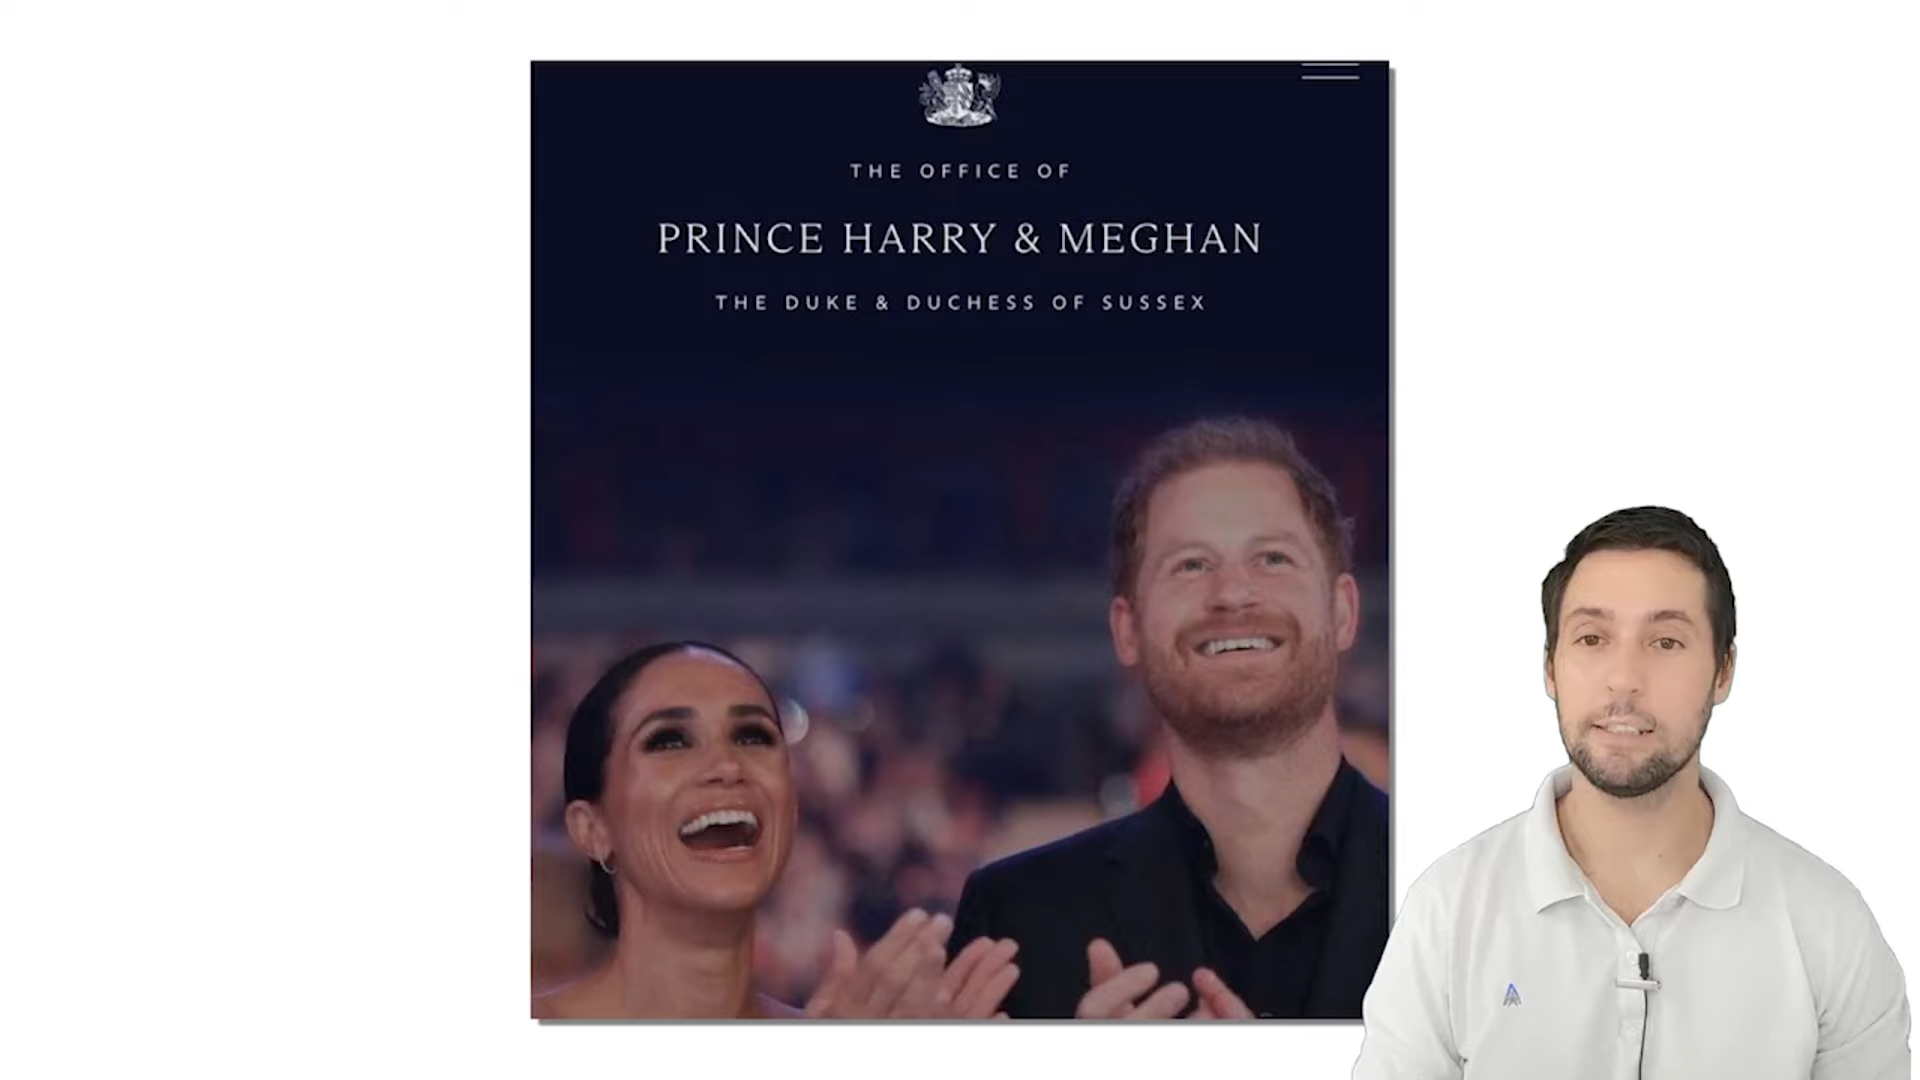 THE OFFICE OF
PRINCE HARRY & MEGHAN
THE DUKE & DUCHESS OF SUSSEX